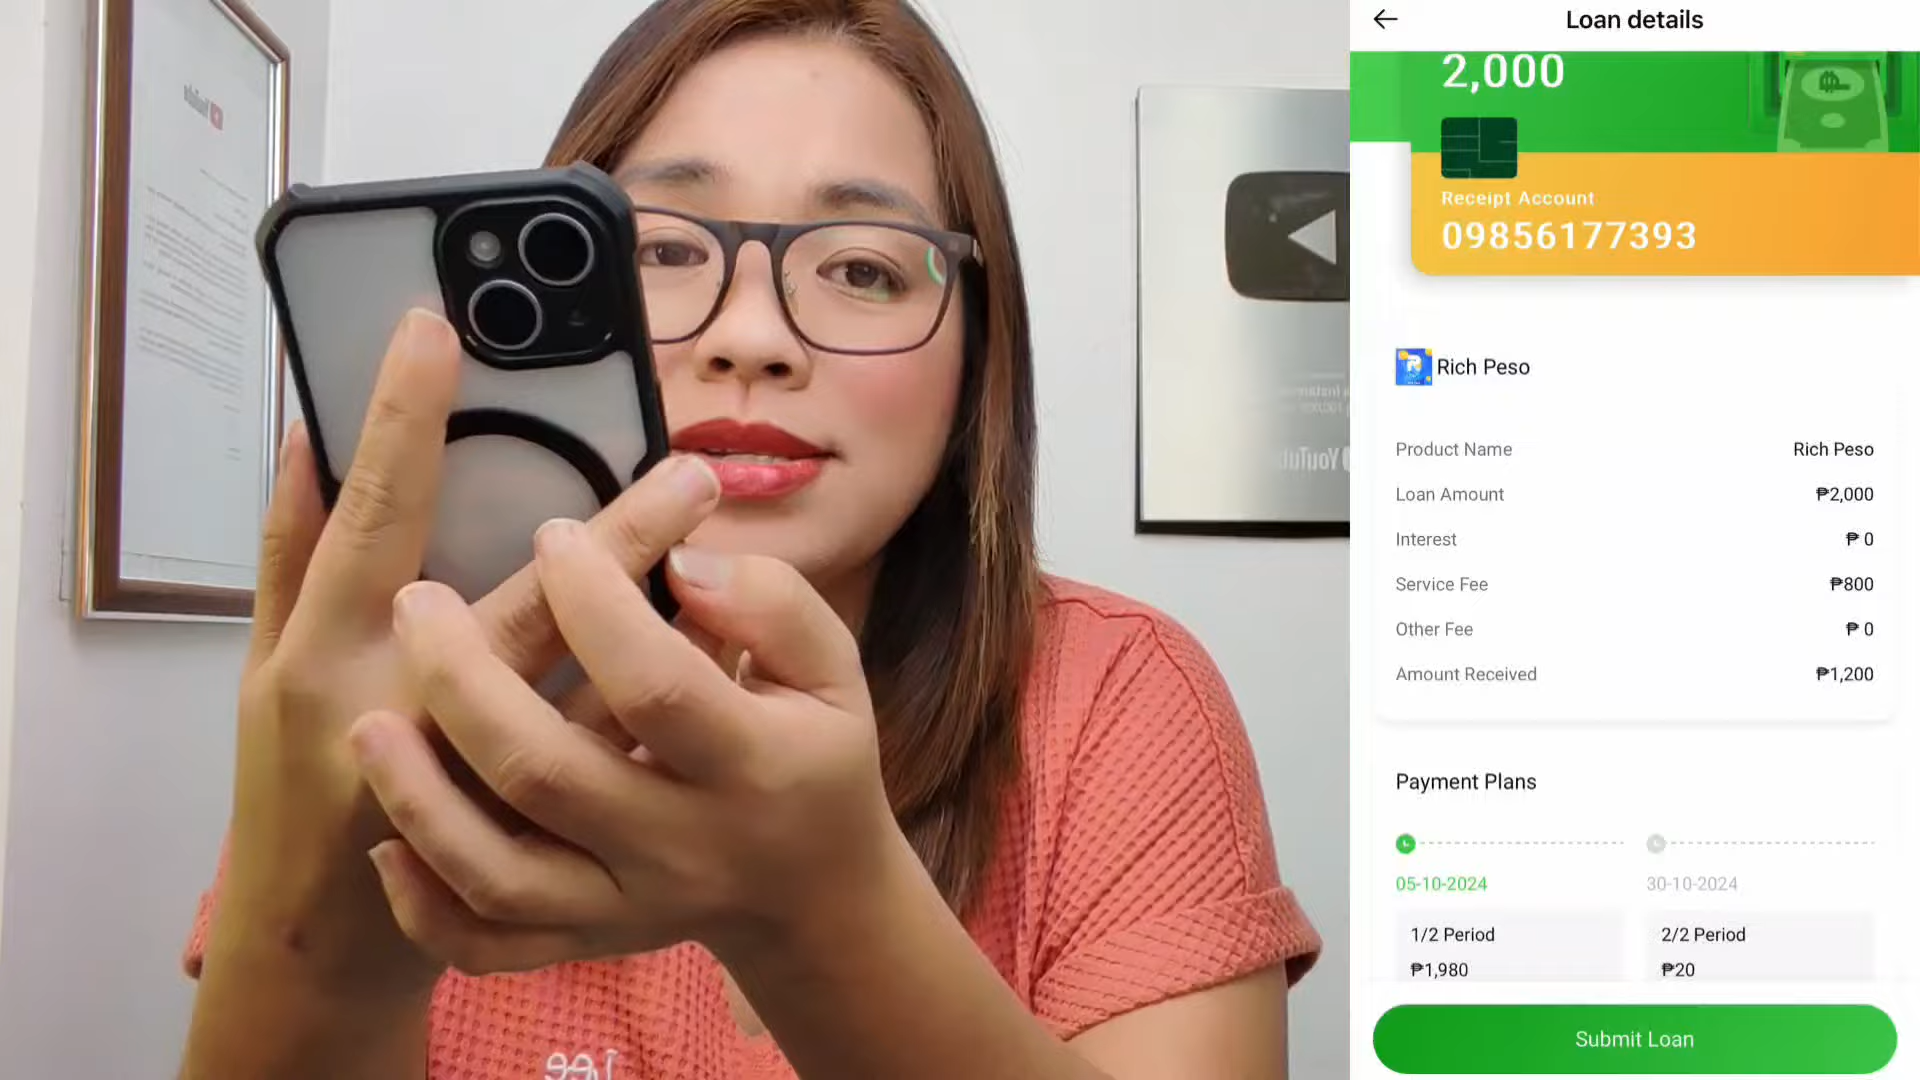 Loan details
2,000
Receipt Account
09856177393
Rich Peso
Product Name Rich Peso
Loan Amount ₱2,000
Interest ₱ 0
Service Fee ₱800
Other Fee ₱ 0
Amount Received ₱1,200
Payment Plans
05-10-2024 30-10-2024
1/2 Period 2/2 Period
₱1,980 ₱20
Submit Loan
YouTub
Lee